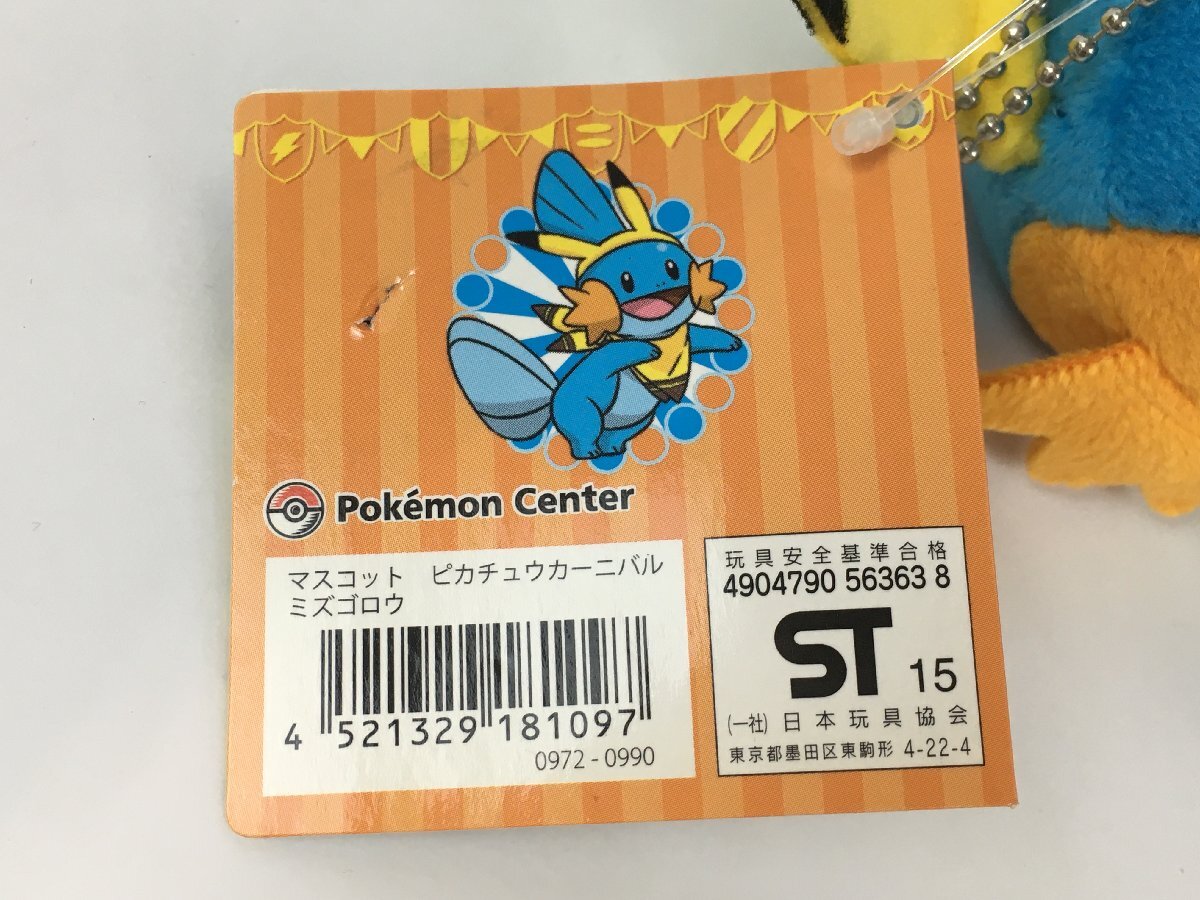 Pokémon Center
マスコット ピカチュウカーニバル
ミズゴロウ
4 521329 181097
0972-0990
玩具安全基準合格
4904790 56363 8
ST 15
(一社)日本玩具協会
東京都墨田区東駒形 4-22-4